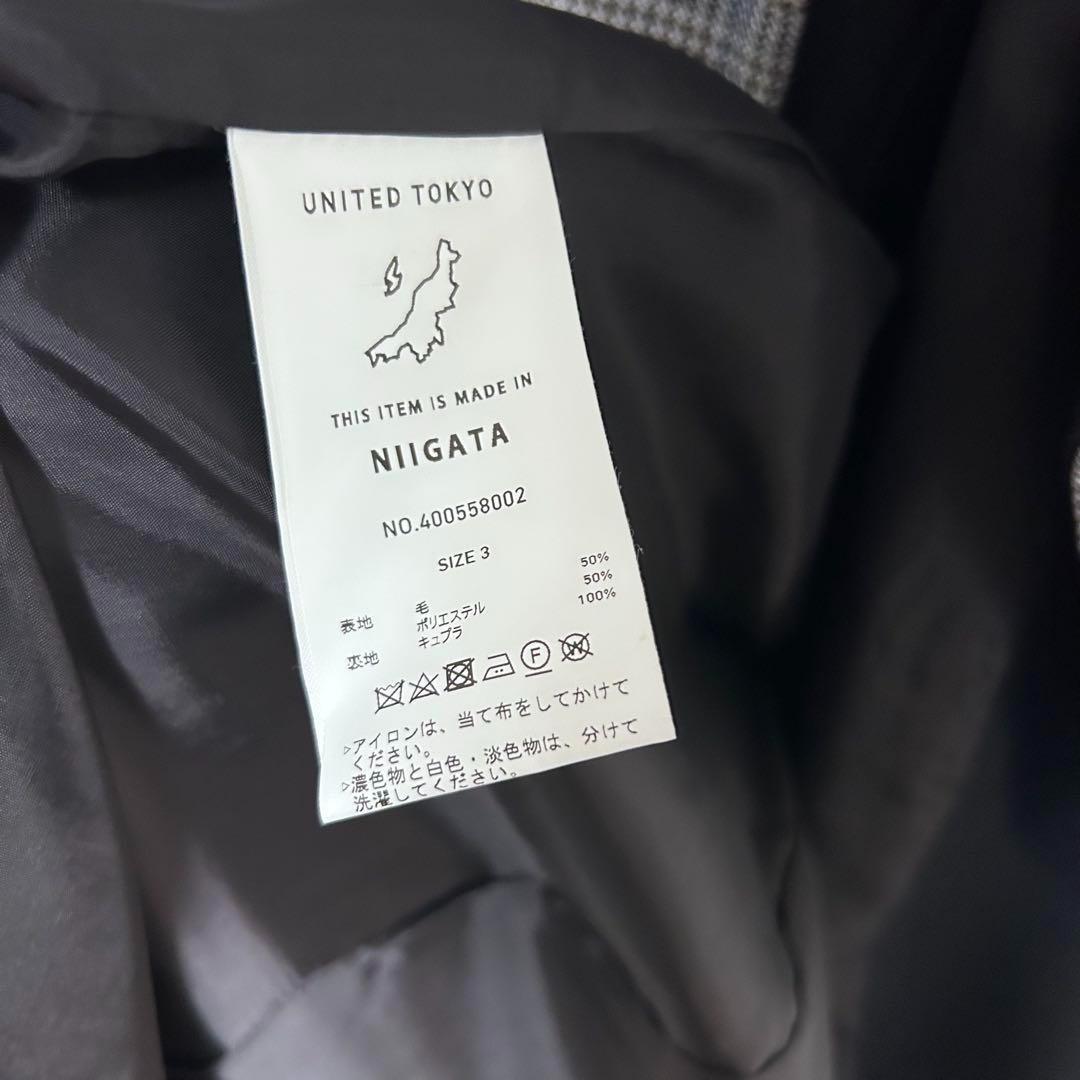 UNITED TOKYO
THIS ITEM IS MADE IN
NIIGATA
NO.400558002
SIZE 3
表地 毛 50%
ポリエステル 50%
裏地 キュプラ 100%
F W
▷アイロンは、当て布をしてかけて
ください。
▷濃色物と白色・淡色物は、分けて
洗濯してください。